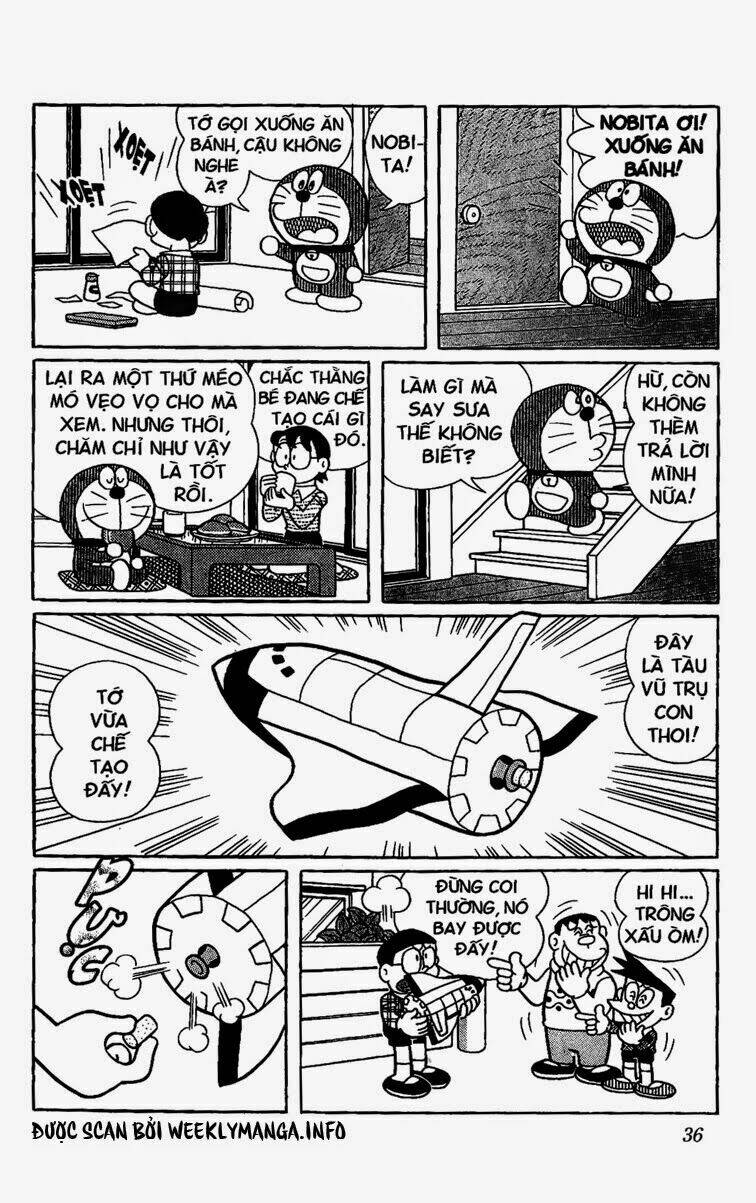 NOBITA ƠI!
XUỐNG ĂN
BÁNH!
NOBI-
TA!
TỚ GỌI XUỐNG ĂN
BÁNH, CẬU KHÔNG
NGHE
À?
XOẸT
XOẸT
HỪ, CÒN
KHÔNG
THÈM
TRẢ LỜI
MÌNH
NỮA!
LÀM GÌ MÀ
SAY SƯA
THẾ KHÔNG
BIẾT?
CHẮC THẰNG
BÉ ĐANG CHẾ
TẠO CÁI GÌ
ĐÓ.
LẠI RA MỘT THỨ MÉO
MÓ VẸO VỌ CHO MÀ
XEM. NHƯNG THÔI,
CHĂM CHỈ NHƯ VẬY
LÀ TỐT
RỒI.
ĐÂY
LÀ TÀU
VŨ TRỤ
CON
THOI!
TỚ
VỪA
CHẾ
TẠO
ĐẤY!
HI HI...
TRÔNG
XẤU ÒM!
ĐỪNG COI
THƯỜNG, NÓ
BAY ĐƯỢC
ĐẤY!
PỰC
ĐƯỢC SCAN BỞI WEEKLYMANGA.INFO
36